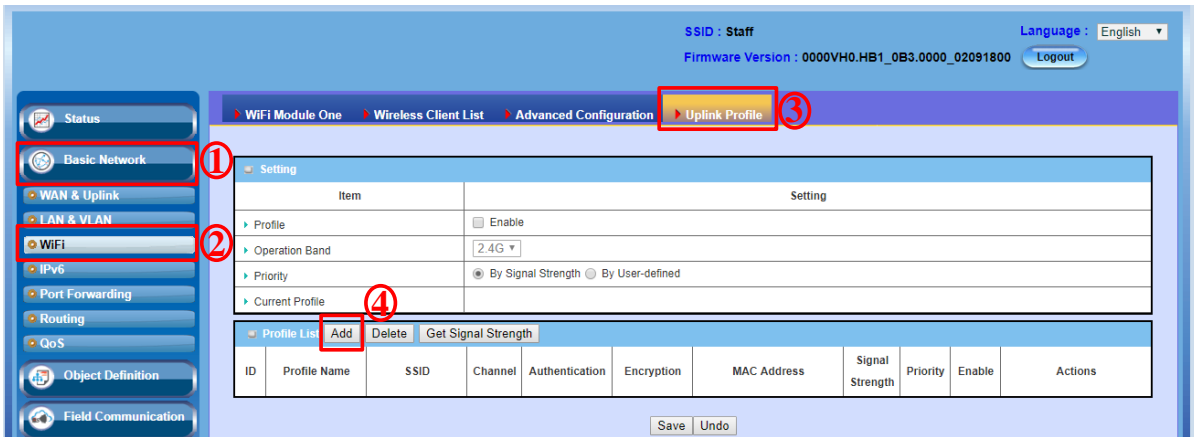 SSID : Staff
Language : English
Firmware Version : 0000VH0.HB1_0B3.0000_02091800
Logout
Status
Basic Network
1
WAN & Uplink
LAN & VLAN
WiFi
2
IPv6
Port Forwarding
Routing
QoS
Object Definition
Field Communication
WiFi Module One Wireless Client List Advanced Configuration Uplink Profile 3
Setting
Item Setting
Profile Enable
Operation Band 2.4G
Priority By Signal Strength By User-defined
Current Profile
4
Profile List Add Delete Get Signal Strength
ID Profile Name SSID Channel Authentication Encryption MAC Address Signal Strength Priority Enable Actions
Save Undo